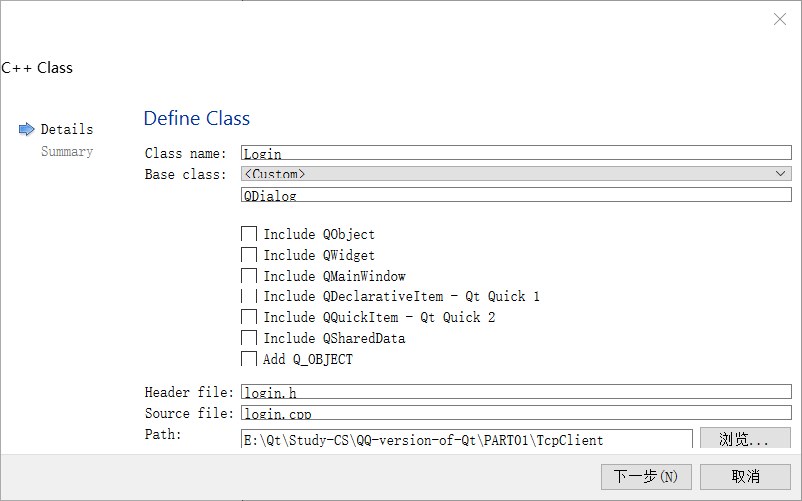 C++ Class
Details
Summary
Define Class
Class name: Login
Base class: <Custom>
QDialog
Include QObject
Include QWidget
Include QMainWindow
Include QDeclarativeItem - Qt Quick 1
Include QQuickItem - Qt Quick 2
Include QSharedData
Add Q_OBJECT
Header file: login.h
Source file: login.cpp
Path: E:\Qt\Study-CS\QQ-version-of-Qt\PART01\TcpClient 浏览...
下一步(N) 取消